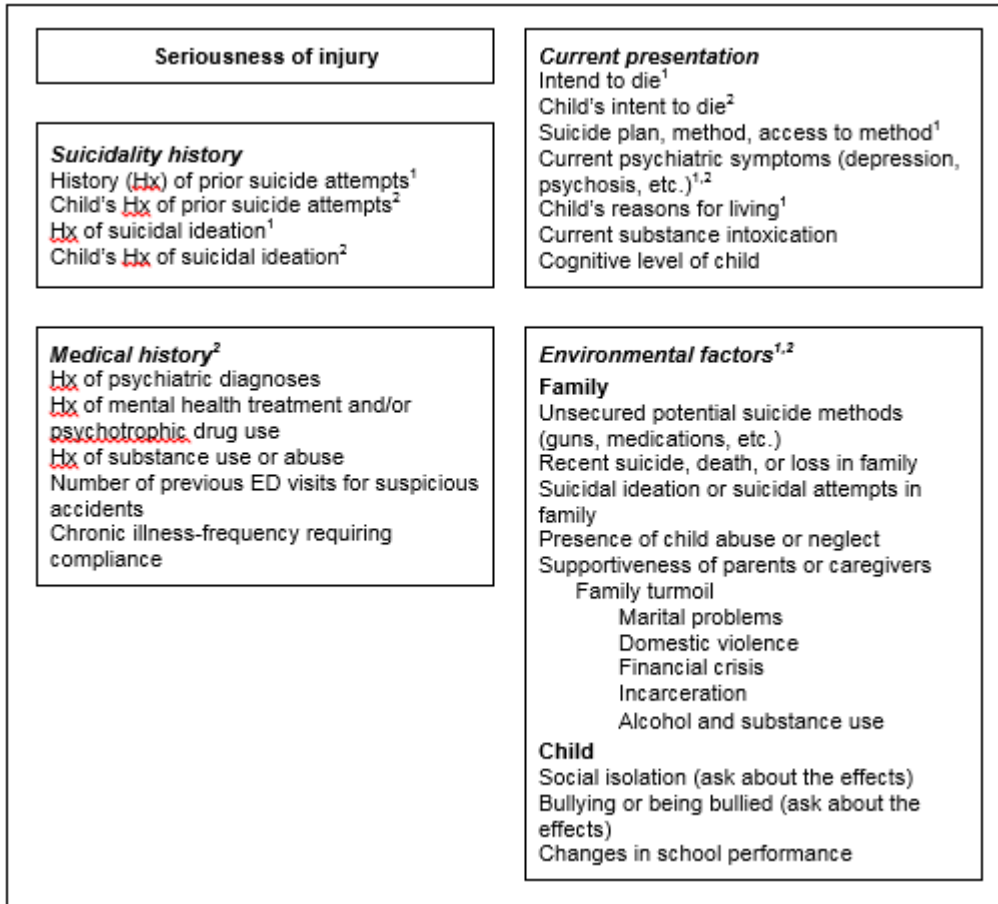 Seriousness of injury
Suicidality history
History (Hx) of prior suicide attempts¹
Child's Hx of prior suicide attempts²
Hx of suicidal ideation¹
Child's Hx of suicidal ideation²
Medical history²
Hx of psychiatric diagnoses
Hx of mental health treatment and/or
psychotrophic drug use
Hx of substance use or abuse
Number of previous ED visits for suspicious
accidents
Chronic illness-frequency requiring
compliance
Current presentation
Intend to die¹
Child's intent to die²
Suicide plan, method, access to method¹
Current psychiatric symptoms (depression,
psychosis, etc.)¹,²
Child's reasons for living¹
Current substance intoxication
Cognitive level of child
Environmental factors¹,²
Family
Unsecured potential suicide methods
(guns, medications, etc.)
Recent suicide, death, or loss in family
Suicidal ideation or suicidal attempts in
family
Presence of child abuse or neglect
Supportiveness of parents or caregivers
Family turmoil
Marital problems
Domestic violence
Financial crisis
Incarceration
Alcohol and substance use
Child
Social isolation (ask about the effects)
Bullying or being bullied (ask about the
effects)
Changes in school performance